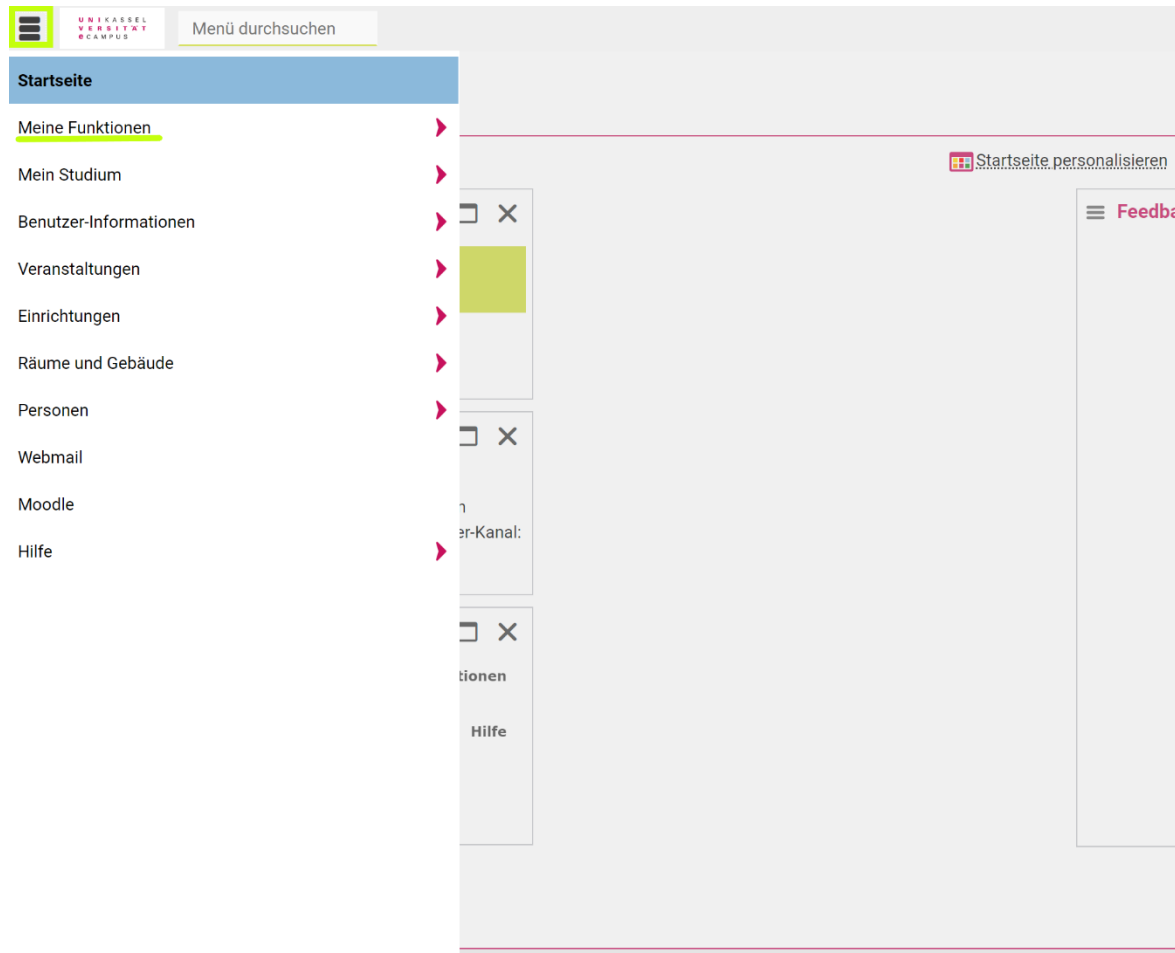 UNIKASSEL
VERSITÄT
eCAMPUS
Menü durchsuchen
Startseite
Meine Funktionen
Mein Studium
Benutzer-Informationen
Veranstaltungen
Einrichtungen
Räume und Gebäude
Personen
Webmail
Moodle
Hilfe
Startseite personalisieren
Feedba
n
er-Kanal:
tionen
Hilfe